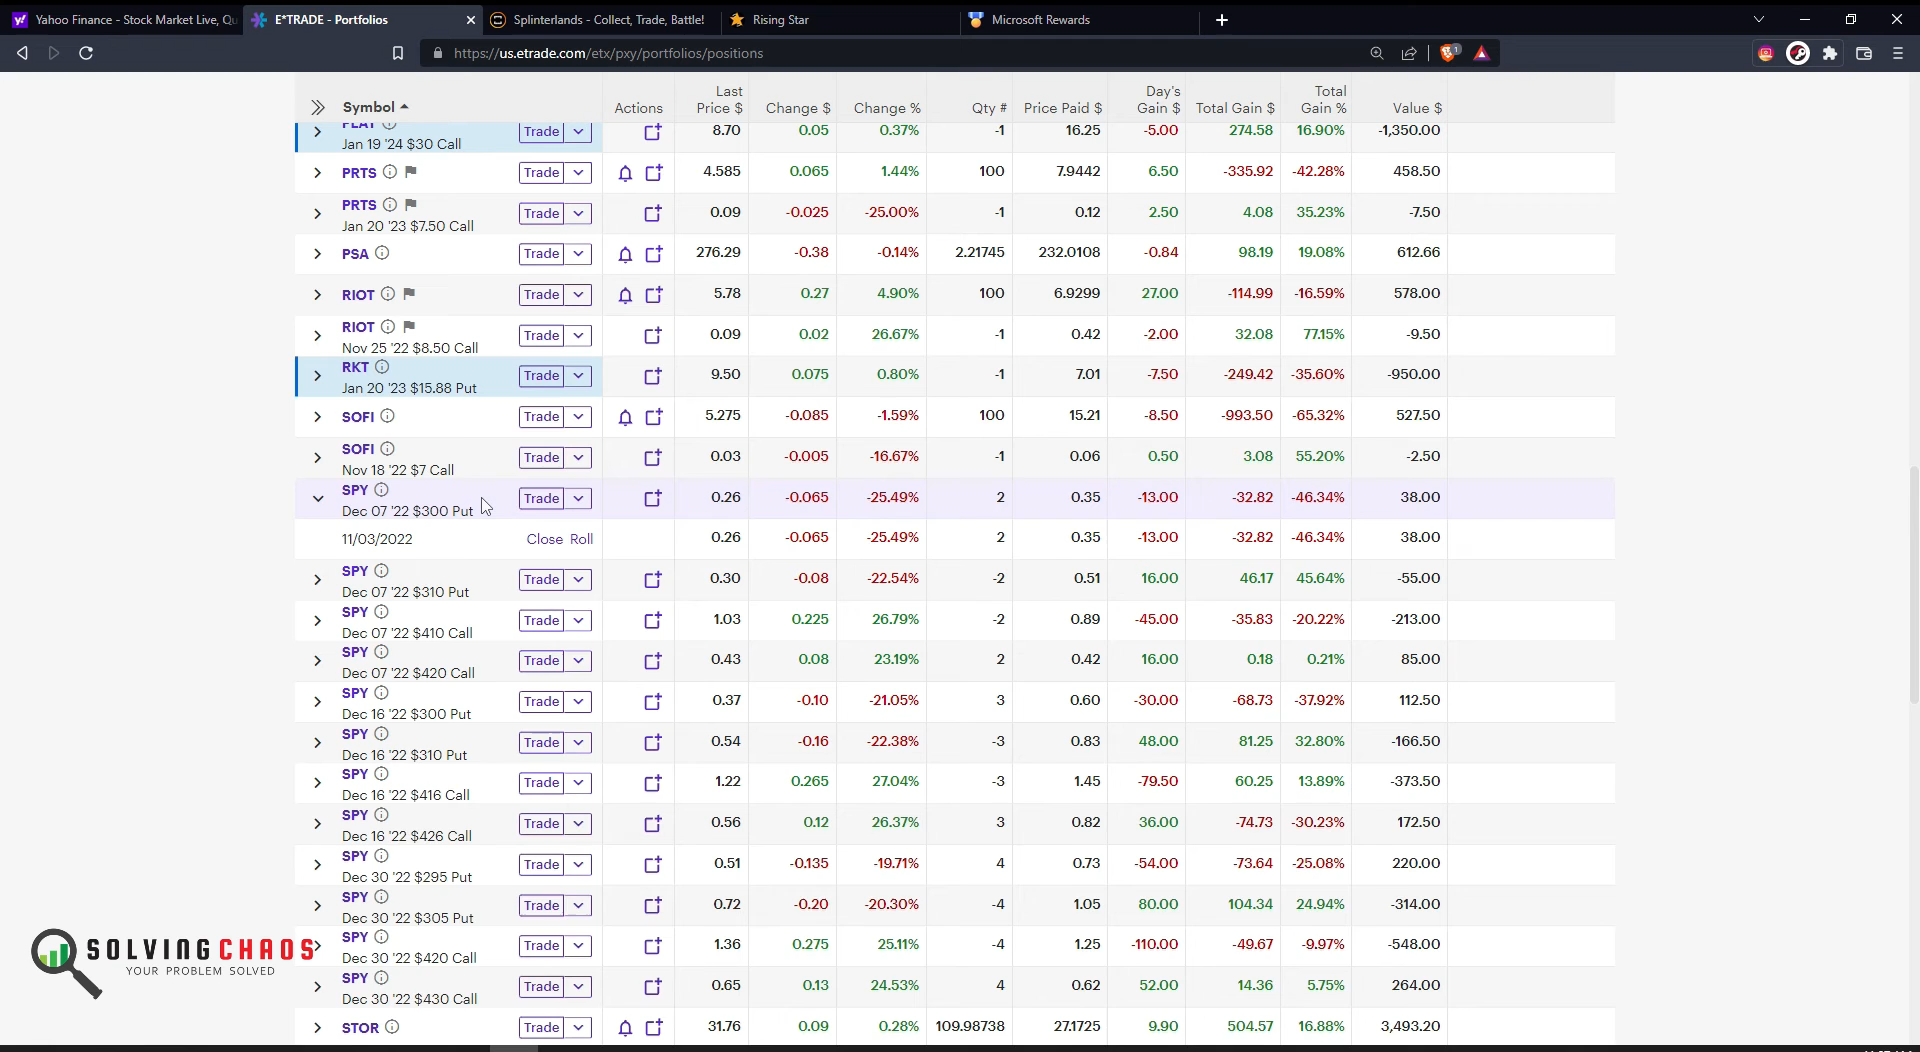 Yahoo Finance - Stock Market Live, Qu
E*TRADE - Portfolios
Splinterlands - Collect, Trade, Battle!
Rising Star
Microsoft Rewards
https://us.etrade.com/etx/pxy/portfolios/positions
1
Symbol Actions Last Price $ Change $ Change % Qty # Price Paid $ Day's Gain $ Total Gain $ Total Gain % Value $
PLAY Trade 8.70 0.05 0.37% -1 16.25 -5.00 274.58 16.90% -1,350.00
Jan 19 '24 $30 Call
PRTS Trade 4.585 0.065 1.44% 100 7.9442 6.50 -335.92 -42.28% 458.50
PRTS Trade 0.09 -0.025 -25.00% -1 0.12 2.50 4.08 35.23% -7.50
Jan 20 '23 $7.50 Call
PSA Trade 276.29 -0.38 -0.14% 2.21745 232.0108 -0.84 98.19 19.08% 612.66
RIOT Trade 5.78 0.27 4.90% 100 6.9299 27.00 -114.99 -16.59% 578.00
RIOT Trade 0.09 0.02 26.67% -1 0.42 -2.00 32.08 77.15% -9.50
Nov 25 '22 $8.50 Call
RKT Trade 9.50 0.075 0.80% -1 7.01 -7.50 -249.42 -35.60% -950.00
Jan 20 '23 $15.88 Put
SOFI Trade 5.275 -0.085 -1.59% 100 15.21 -8.50 -993.50 -65.32% 527.50
SOFI Trade 0.03 -0.005 -16.67% -1 0.06 0.50 3.08 55.20% -2.50
Nov 18 '22 $7 Call
SPY Trade 0.26 -0.065 -25.49% 2 0.35 -13.00 -32.82 -46.34% 38.00
Dec 07 '22 $300 Put
11/03/2022 Close Roll 0.26 -0.065 -25.49% 2 0.35 -13.00 -32.82 -46.34% 38.00
SPY Trade 0.30 -0.08 -22.54% -2 0.51 16.00 46.17 45.64% -55.00
Dec 07 '22 $310 Put
SPY Trade 1.03 0.225 26.79% -2 0.89 -45.00 -35.83 -20.22% -213.00
Dec 07 '22 $410 Call
SPY Trade 0.43 0.08 23.19% 2 0.42 16.00 0.18 0.21% 85.00
Dec 07 '22 $420 Call
SPY Trade 0.37 -0.10 -21.05% 3 0.60 -30.00 -68.73 -37.92% 112.50
Dec 16 '22 $300 Put
SPY Trade 0.54 -0.16 -22.38% -3 0.83 48.00 81.25 32.80% -166.50
Dec 16 '22 $310 Put
SPY Trade 1.22 0.265 27.04% -3 1.45 -79.50 60.25 13.89% -373.50
Dec 16 '22 $416 Call
SPY Trade 0.56 0.12 26.37% 3 0.82 36.00 -74.73 -30.23% 172.50
Dec 16 '22 $426 Call
SPY Trade 0.51 -0.135 -19.71% 4 0.73 -54.00 -73.64 -25.08% 220.00
Dec 30 '22 $295 Put
SPY Trade 0.72 -0.20 -20.30% -4 1.05 80.00 104.34 24.94% -314.00
Dec 30 '22 $305 Put
SPY Trade 1.36 0.275 25.11% -4 1.25 -110.00 -49.67 -9.97% -548.00
Dec 30 '22 $420 Call
SPY Trade 0.65 0.13 24.53% 4 0.62 52.00 14.36 5.75% 264.00
Dec 30 '22 $430 Call
STOR Trade 31.76 0.09 0.28% 109.98738 27.1725 9.90 504.57 16.88% 3,493.20
SOLVINGCHAOS
YOUR PROBLEM SOLVED